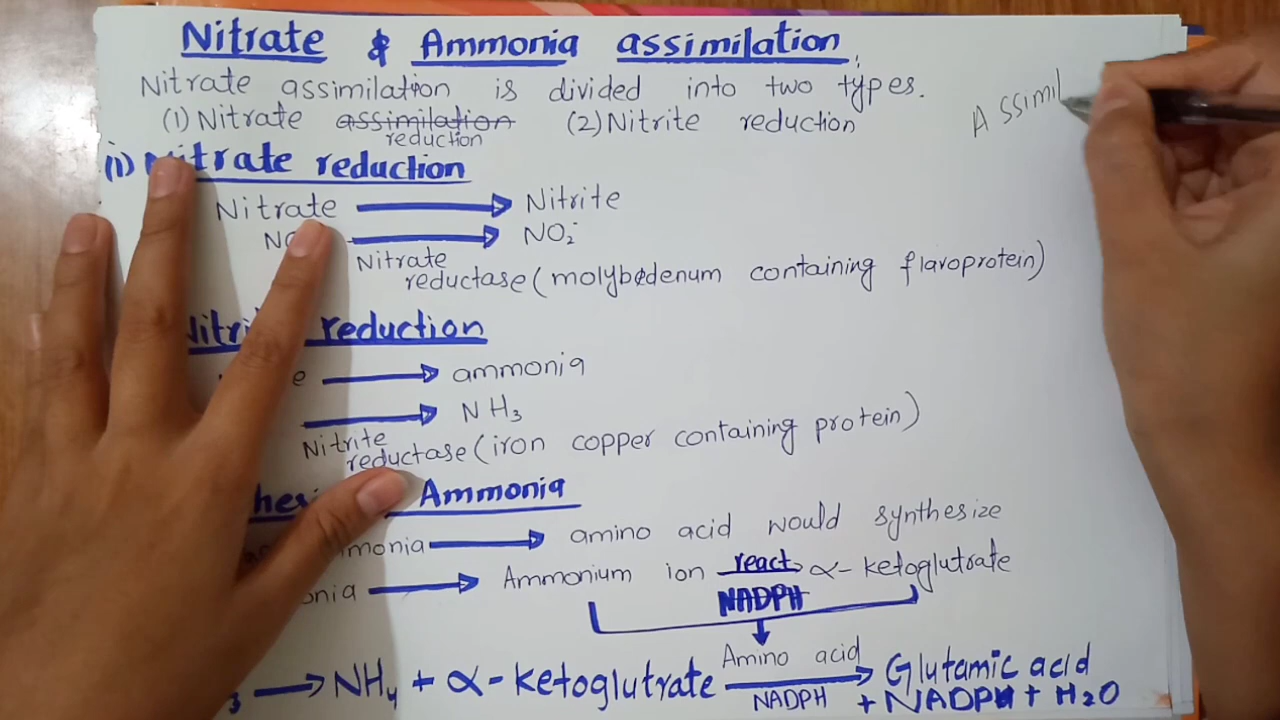 Nitrate & Ammonia assimilation
Nitrate assimilation is divided into two types.
(1) Nitrate assimilation reduction (2) Nitrite reduction
Assimil
(i) Nitrate reduction
Nitrate → Nitrite
→ NO₂⁻
Nitrate reductase (molybdenum containing flavoprotein)
reduction
→ ammonia
→ NH₃
Nitrite reductase (iron copper containing protein)
Ammonia
→ amino acid would synthesize
→ Ammonium ion react → α-ketoglutrate
NADPH
NH₄ + α-ketoglutrate Amino acid → Glutamic acid
NADPH + NADPH + H₂O